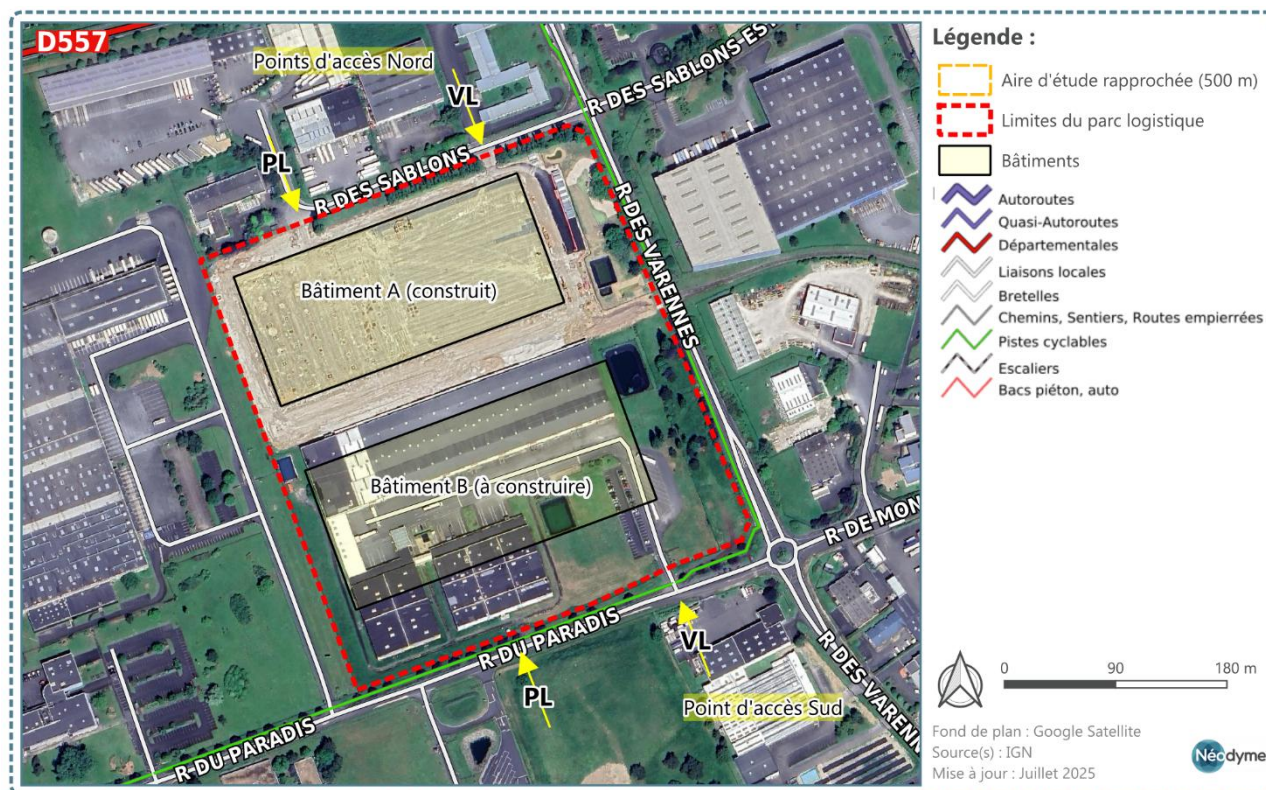 D557
Points d'accès Nord
VL
PL
R DES SABLONS
R DES SABLONS ES
R DES VARENNES
Bâtiment A (construit)
Bâtiment B (à construire)
R DE MON
R DU PARADIS
VL
PL
Point d'accès Sud
R DES VARENN
R DU PARADIS
Légende :
Aire d'étude rapprochée (500 m)
Limites du parc logistique
Bâtiments
Autoroutes
Quasi-Autoroutes
Départementales
Liaisons locales
Bretelles
Chemins, Sentiers, Routes empierrées
Pistes cyclables
Escaliers
Bacs piéton, auto
0 90 180 m
Fond de plan : Google Satellite
Source(s) : IGN
Mise à jour : Juillet 2025
Néodyme